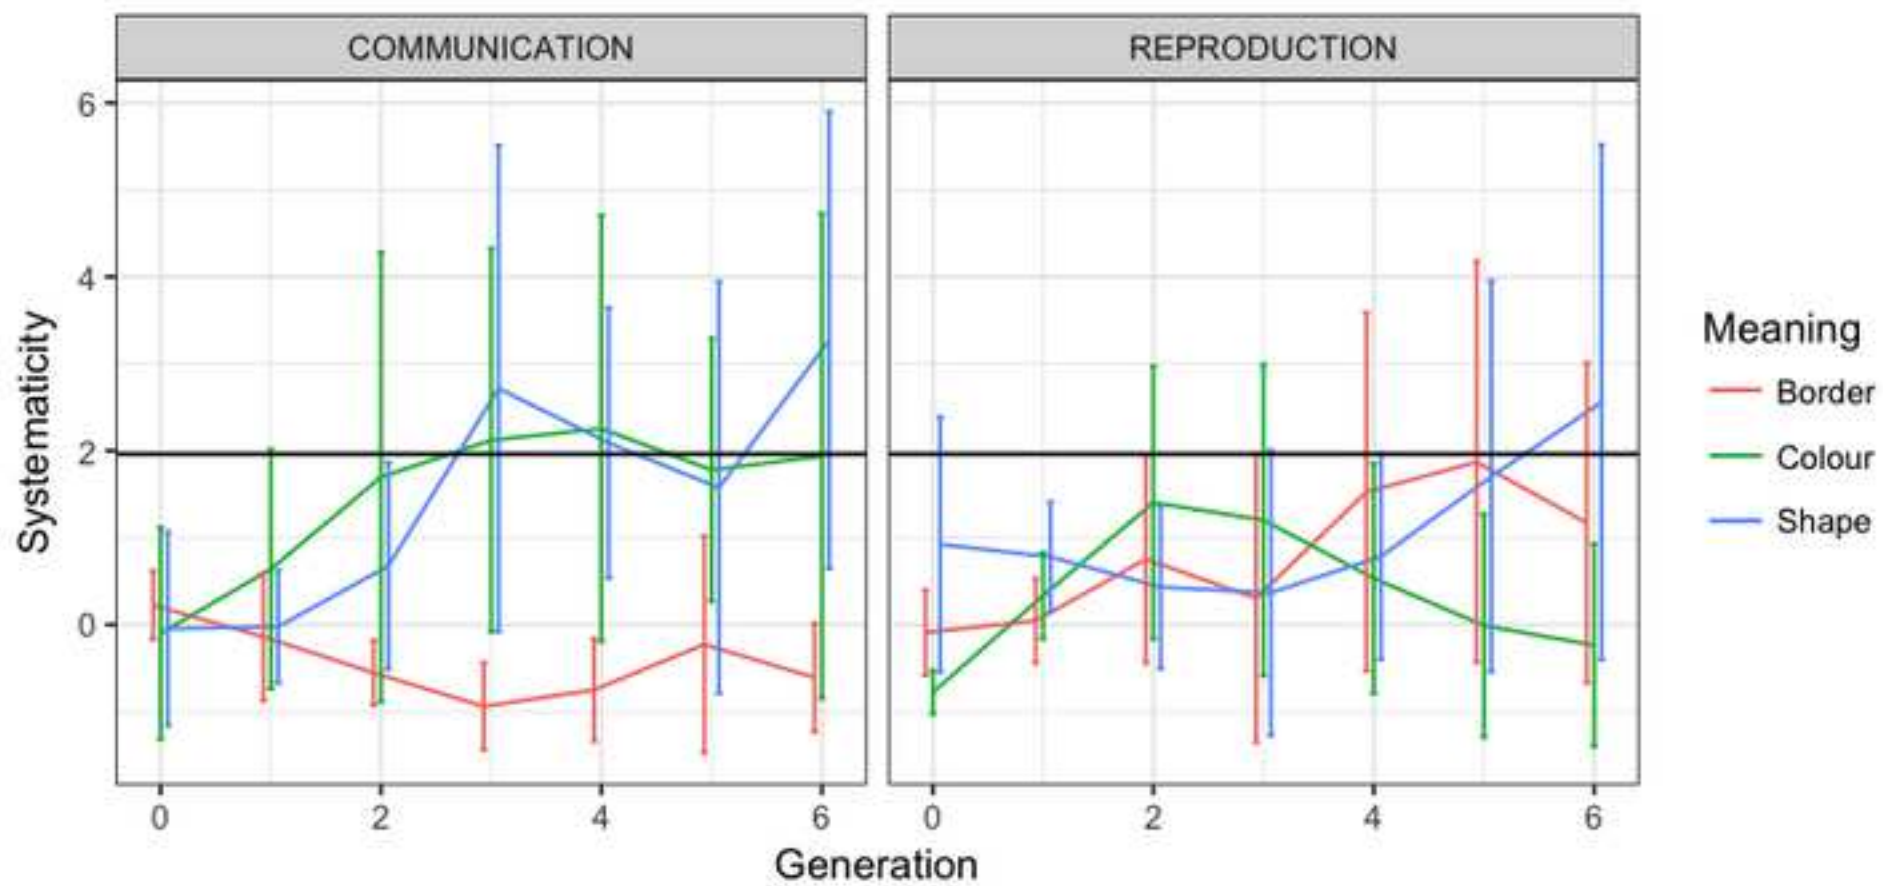 COMMUNICATION
REPRODUCTION
Systematicity
6
4
2
0
0
2
4
6
0
2
4
6
Generation
Meaning
Border
Colour
Shape